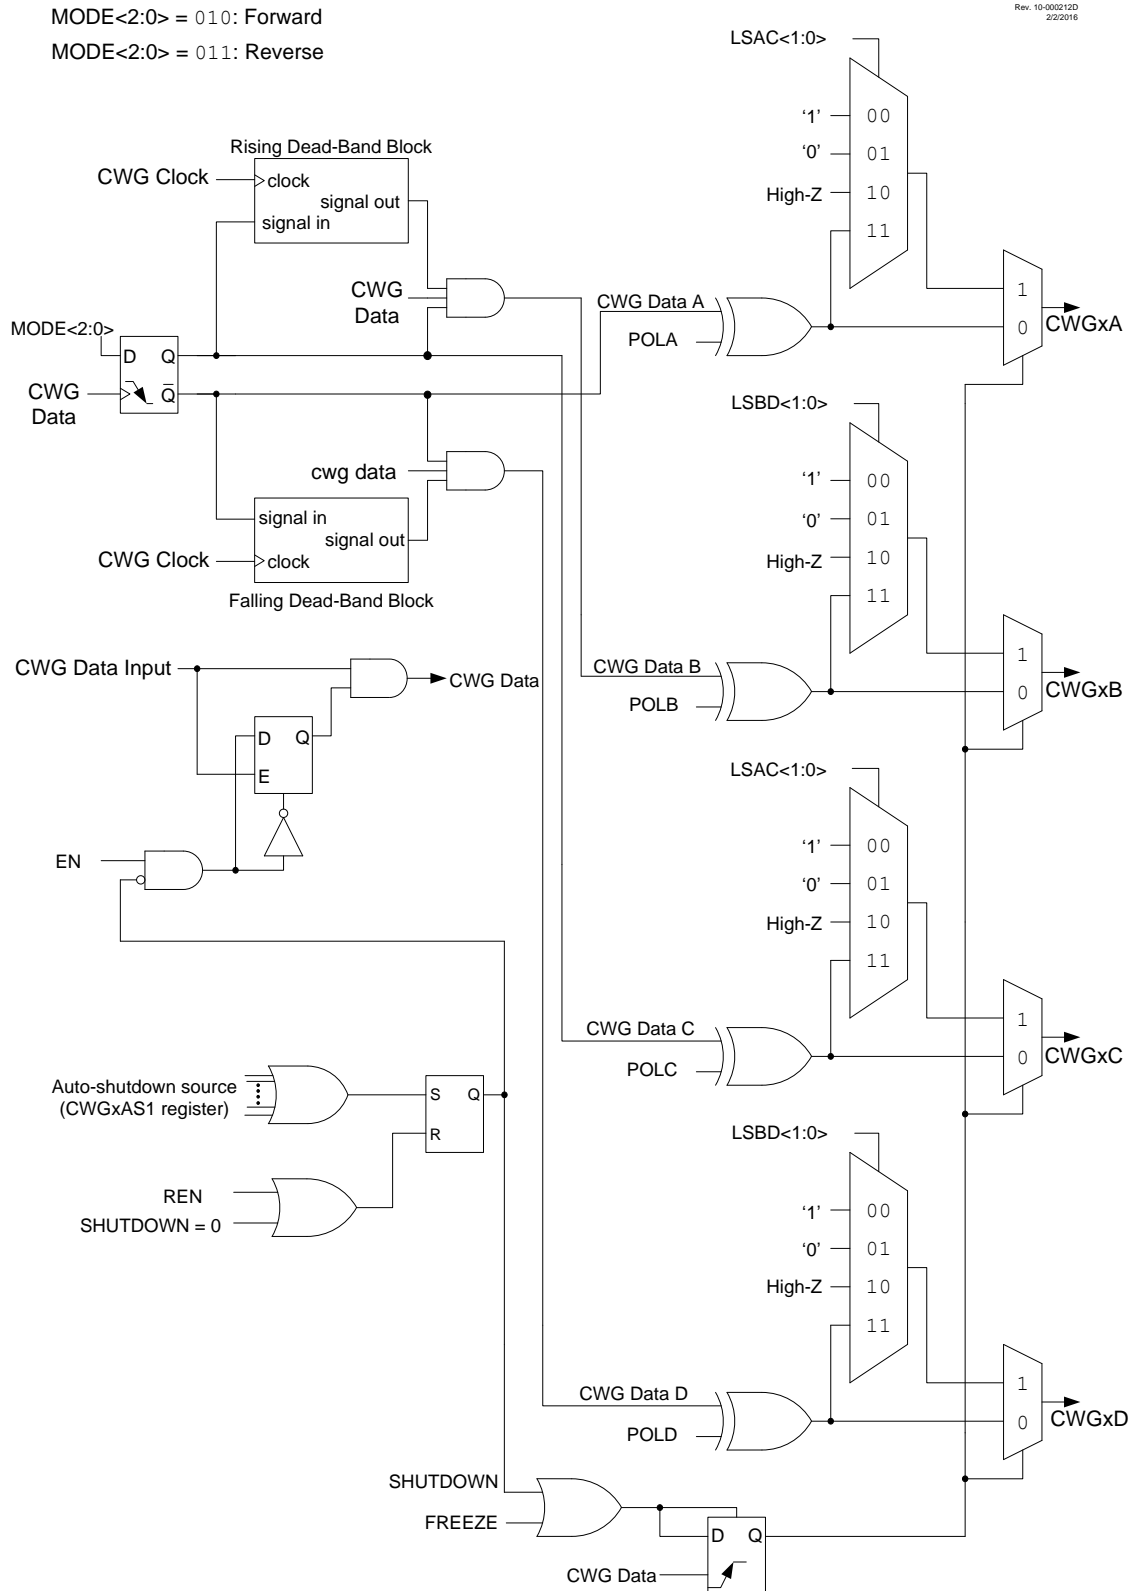 Rev. 10-000212D
2/2/2016
MODE<2:0> = 010: Forward
MODE<2:0> = 011: Reverse
LSAC<1:0>
‘1’
00
‘0’
01
High-Z
10
11
Rising Dead-Band Block
CWG Clock
clock
signal out
signal in
CWG
Data
MODE<2:0>
D
Q
CWG
Data
Q
CWG Data A
POLA
1
0
CWGxA
cwg data
signal in
signal out
CWG Clock
clock
Falling Dead-Band Block
LSBD<1:0>
‘1’
00
‘0’
01
High-Z
10
11
CWG Data B
POLB
1
0
CWGxB
CWG Data Input
CWG Data
D
Q
E
EN
LSAC<1:0>
‘1’
00
‘0’
01
High-Z
10
11
CWG Data C
POLC
1
0
CWGxC
Auto-shutdown source
(CWGxAS1 register)
S
Q
R
REN
SHUTDOWN = 0
LSBD<1:0>
‘1’
00
‘0’
01
High-Z
10
11
CWG Data D
POLD
1
0
CWGxD
SHUTDOWN
FREEZE
D
Q
CWG Data